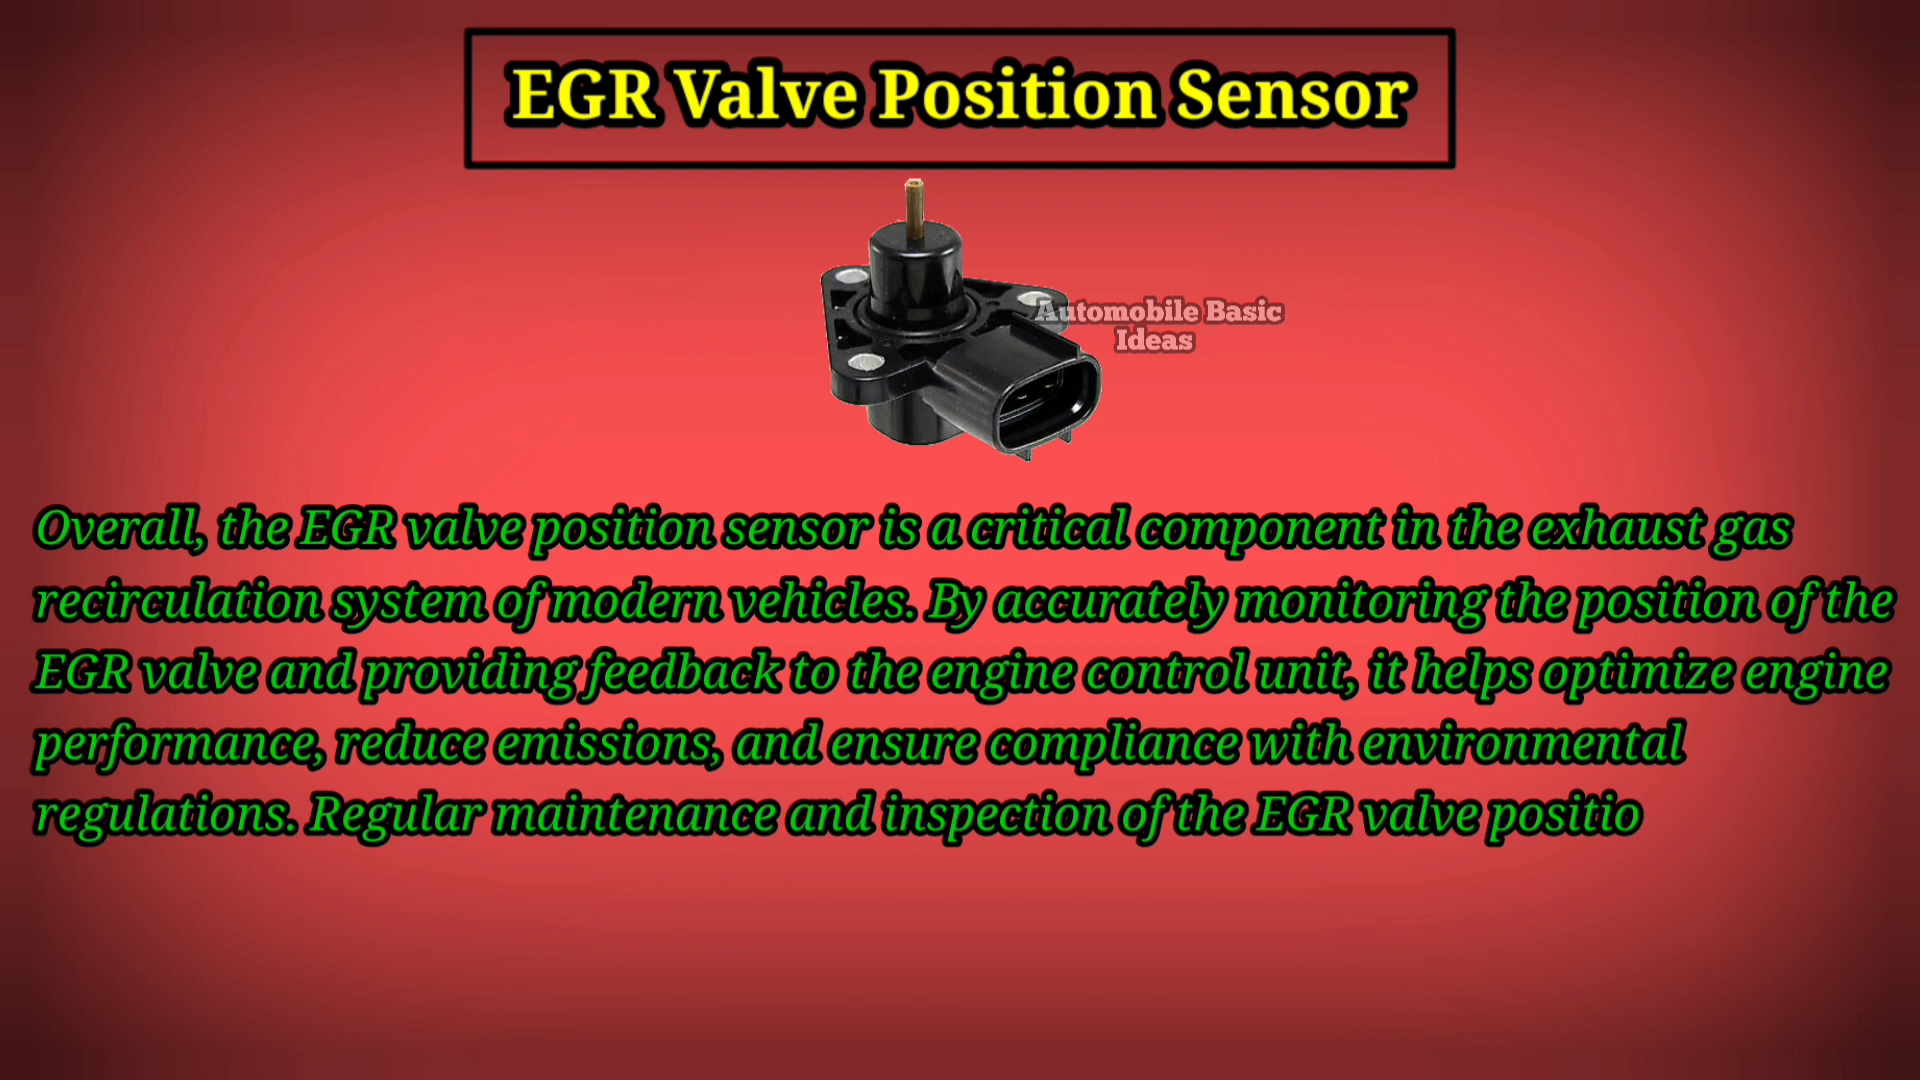 EGR Valve Position Sensor
Automobile Basic
Ideas
Overall, the EGR valve position sensor is a critical component in the exhaust gas
recirculation system of modern vehicles. By accurately monitoring the position of the
EGR valve and providing feedback to the engine control unit, it helps optimize engine
performance, reduce emissions, and ensure compliance with environmental
regulations. Regular maintenance and inspection of the EGR valve positio